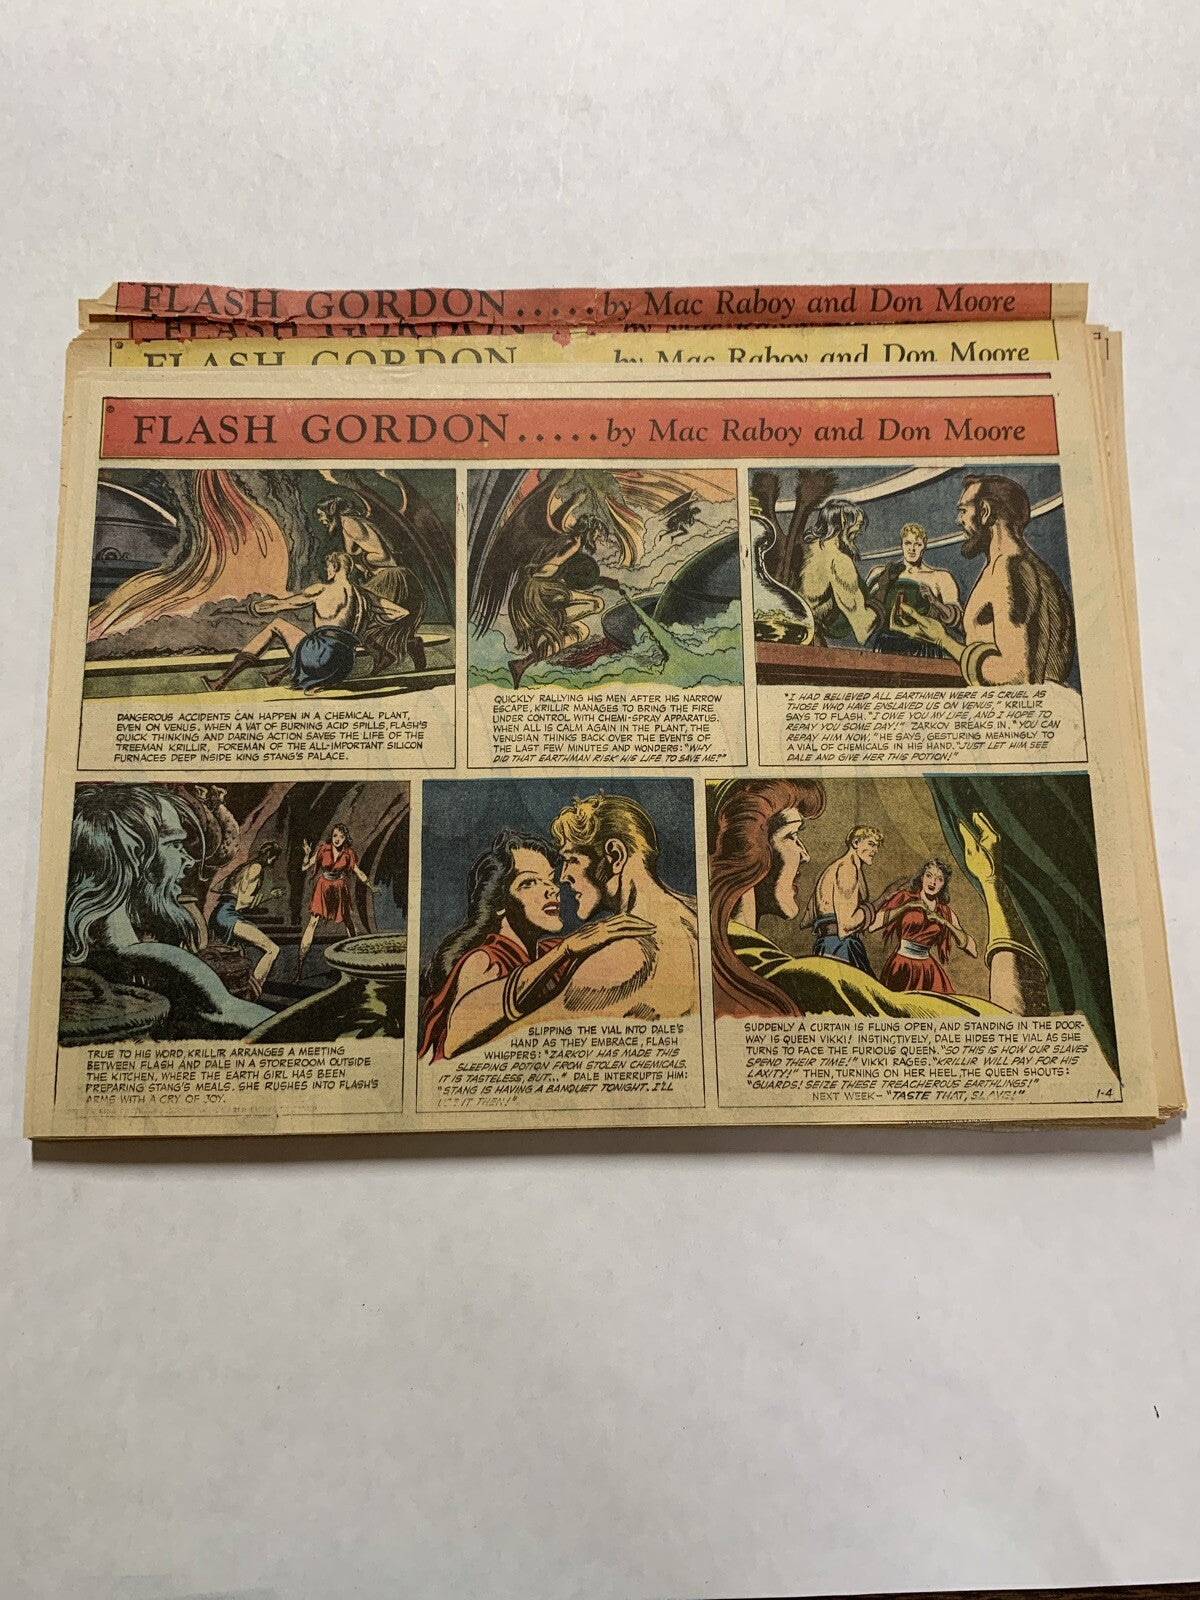 FLASH GORDON.....by Mac Raboy and Don Moore
FLASH GORDON
FLASH GORDON by Mac Raboy and Don Moore
FLASH GORDON.....by Mac Raboy and Don Moore
DANGEROUS ACCIDENTS CAN HAPPEN IN A CHEMICAL PLANT,
EVEN ON VENUS. WHEN A VAT OF BURNING ACID SPILLS, FLASH'S
QUICK THINKING AND DARING ACTION SAVES THE LIFE OF THE
TREEMAN KRILLIR, FOREMAN OF THE ALL-IMPORTANT SILICON
FURNACES DEEP INSIDE KING STANG'S PALACE.
QUICKLY RALLYING HIS MEN AFTER HIS NARROW
ESCAPE, KRILLIR MANAGES TO BRING THE FIRE
UNDER CONTROL WITH CHEMI-SPRAY APPARATUS.
WHEN ALL IS CALM AGAIN IN THE PLANT, THE
VENUSIAN THINKS BACK OVER THE EVENTS OF
THE LAST FEW MINUTES AND WONDERS: "WHY
DID THAT EARTHMAN RISK HIS LIFE TO SAVE ME?"
"I HAD BELIEVED ALL EARTHMEN WERE AS CRUEL AS
THOSE WHO HAVE ENSLAVED US ON VENUS," KRILLIR
SAYS TO FLASH. "I OWE YOU MY LIFE, AND I HOPE TO
REPAY YOU SOME DAY!" ZARKOV BREAKS IN. "YOU CAN
REPAY HIM NOW," HE SAYS, GESTURING MEANINGLY TO
A VIAL OF CHEMICALS IN HIS HAND. "JUST LET HIM SEE
DALE AND GIVE HER THIS POTION!"
TRUE TO HIS WORD, KRILLIR ARRANGES A MEETING
BETWEEN FLASH AND DALE IN A STOREROOM OUTSIDE
THE KITCHEN, WHERE THE EARTH GIRL HAS BEEN
PREPARING STANG'S MEALS. SHE RUSHES INTO FLASH'S
ARMS WITH A CRY OF JOY.
SLIPPING THE VIAL INTO DALE'S
HAND AS THEY EMBRACE, FLASH
WHISPERS: "ZARKOV HAS MADE THIS
SLEEPING POTION FROM STOLEN CHEMICALS.
IT IS TASTELESS, BUT..." DALE INTERRUPTS HIM:
"STANG IS HAVING A BANQUET TONIGHT. I'LL
USE IT THEN!"
SUDDENLY A CURTAIN IS FLUNG OPEN, AND STANDING IN THE DOOR-
WAY IS QUEEN VIKKI! INSTINCTIVELY, DALE HIDES THE VIAL AS SHE
TURNS TO FACE THE FURIOUS QUEEN. "SO THIS IS HOW OUR SLAVES
SPEND THEIR TIME!" VIKKI RAGES. "KRILLIR WILL PAY FOR HIS
LAXITY!" THEN, TURNING ON HER HEEL, THE QUEEN SHOUTS:
"GUARDS! SEIZE THESE TREACHEROUS EARTHLINGS!"
NEXT WEEK- "TASTE THAT, SLAVE!" 1-4